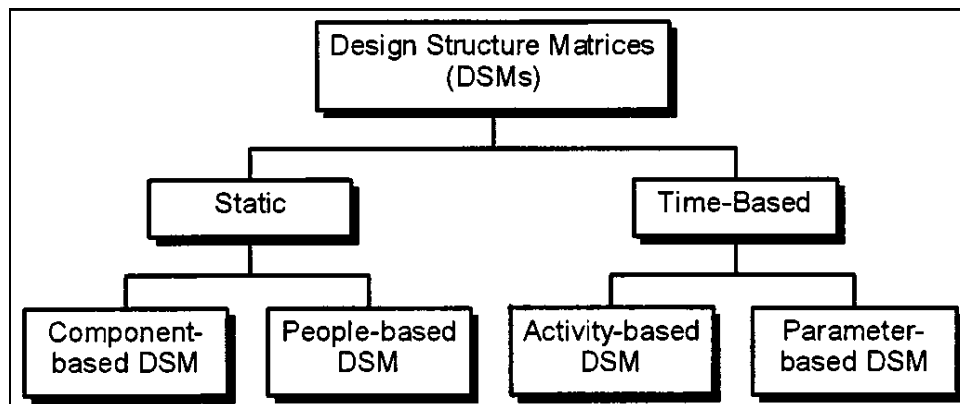 Design Structure Matrices
(DSMs)
Static
Time-Based
Component-
based DSM
People-based
DSM
Activity-based
DSM
Parameter-
based DSM